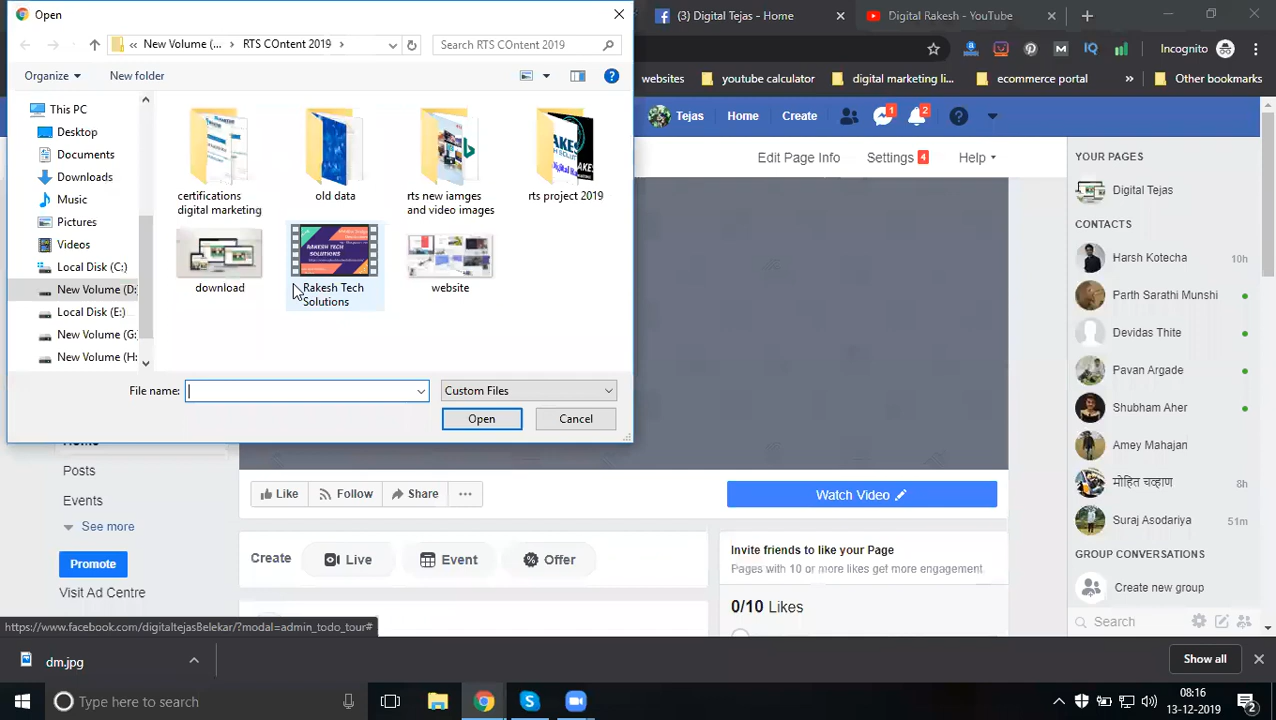 Open
(3) Digital Tejas - Home
Digital Rakesh - YouTube
New Volume (...
RTS COntent 2019
Search RTS COntent 2019
Incognito
Organize
New folder
websites
youtube calculator
digital marketing li...
ecommerce portal
Other bookmarks
This PC
Desktop
Documents
Downloads
Music
Pictures
Videos
Local Disk (C:)
New Volume (D:
Local Disk (E:)
New Volume (G:
New Volume (H:
certifications
digital marketing
old data
rts new iamges
and video images
rts project 2019
download
RAKESH TECH
SOLUTIONS
Rakesh Tech
Solutions
website
File name:
Custom Files
Open
Cancel
Tejas
Home
Create
1
2
Edit Page Info
Settings 4
Help
YOUR PAGES
Digital Tejas
CONTACTS
Harsh Kotecha 10h
Parth Sarathi Munshi
Devidas Thite
Pavan Argade
Shubham Aher
Amey Mahajan
मोहित चव्हाण 8h
Suraj Asodariya 51m
GROUP CONVERSATIONS
Create new group
Search
Home
Posts
Events
See more
Promote
Visit Ad Centre
Like
Follow
Share
Watch Video
Create
Live
Event
Offer
Invite friends to like your Page
Pages with 10 or more likes get more engagement.
0/10 Likes
https://www.facebook.com/digitaltejasBelekar/?modal=admin_todo_tour#
dm.jpg
Show all
Type here to search
08:16
13-12-2019
2